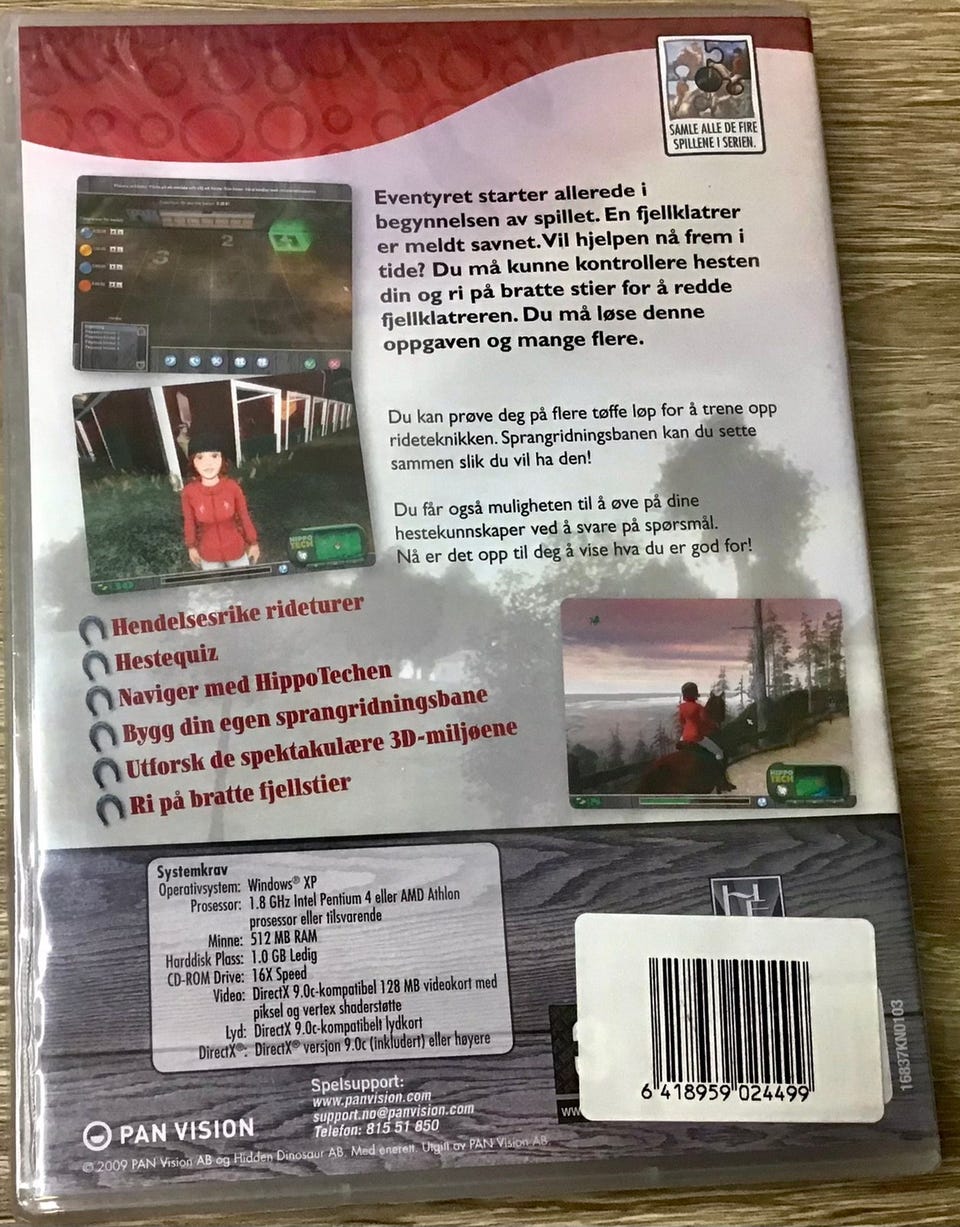 SAMLE ALLE DE FIRE
SPILLENE I SERIEN.
Eventyret starter allerede i
begynnelsen av spillet. En fjellklatrer
er meldt savnet. Vil hjelpen nå frem i
tide? Du må kunne kontrollere hesten
din og ri på bratte stier for å redde
fjellklatreren. Du må løse denne
oppgaven og mange flere.
3
2
1
Du kan prøve deg på flere tøffe løp for å trene opp
rideteknikken. Sprangridningsbanen kan du sette
sammen slik du vil ha den!
Du får også muligheten til å øve på dine
hestekunnskaper ved å svare på spørsmål.
Nå er det opp til deg å vise hva du er god for!
HIPPO
TECH
Hendelsesrike rideturer
Hestequiz
Naviger med HippoTechen
Bygg din egen sprangridningsbane
Utforsk de spektakulære 3D-miljøene
Ri på bratte fjellstier
HIPPO
TECH
Systemkrav
Operativsystem: Windows® XP
Prosessor: 1.8 GHz Intel Pentium 4 eller AMD Athlon
prosessor eller tilsvarende
Minne: 512 MB RAM
Harddisk Plass: 1.0 GB Ledig
CD-ROM Drive: 16X Speed
Video: DirectX 9.0c-kompatibel 128 MB videokort med
piksel og vertex shaderstøtte
Lyd: DirectX 9.0c-kompatibelt lydkort
DirectX®: DirectX® versjon 9.0c (inkludert) eller høyere
Spelsupport:
www.panvision.com
support.no@panvision.com
Telefon: 815 51 850
PAN VISION
© 2009 PAN Vision AB og Hidden Dinosaur AB. Med enerett. Utgitt av PAN Vision AB
ww
6 418959 024499
16837KN0103